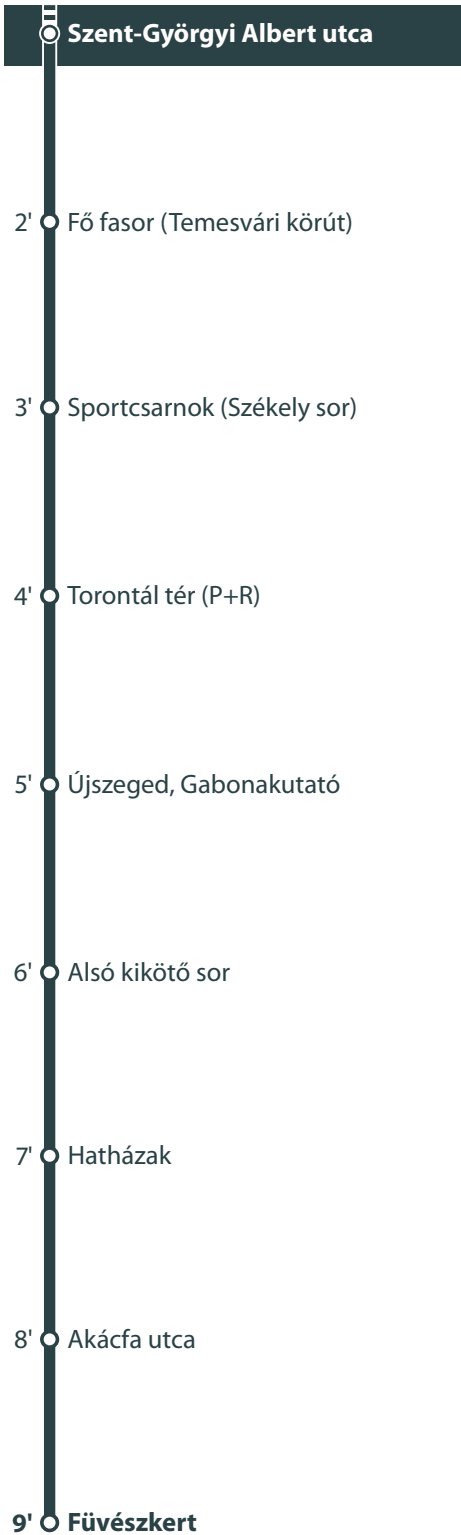 Szent-Györgyi Albert utca
2' Fő fasor (Temesvári körút)
3' Sportcsarnok (Székely sor)
4' Torontál tér (P+R)
5' Újszeged, Gabonakutató
6' Alsó kikötő sor
7' Hatházak
8' Akácfa utca
9' Füvészkert